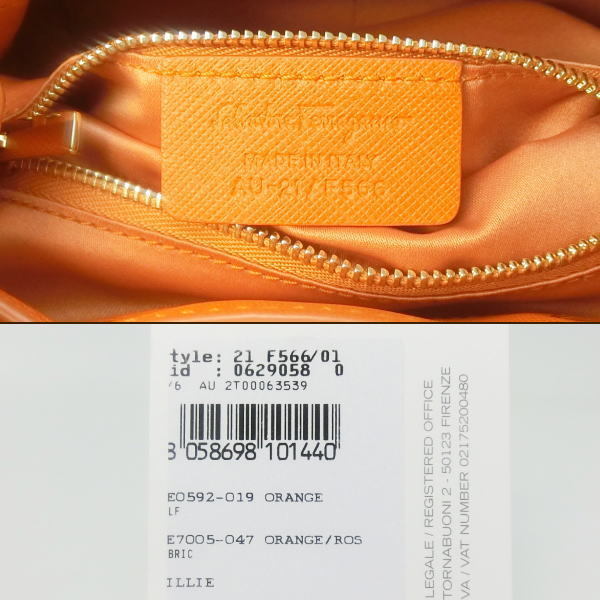 Salvatore Ferragamo
MADE IN ITALY
AU-21/F566
tyle: 21 F566/01
id : 0629058 0
/6 AU 2T00063539
8 058698 101440
E0592-019 ORANGE
LF
E7005-047 ORANGE/ROS
BRIC
ILLIE
LEGALE / REGISTERED OFFICE
TORNABUONI 2 - 50123 FIRENZE
VA / VAT NUMBER 02175200480